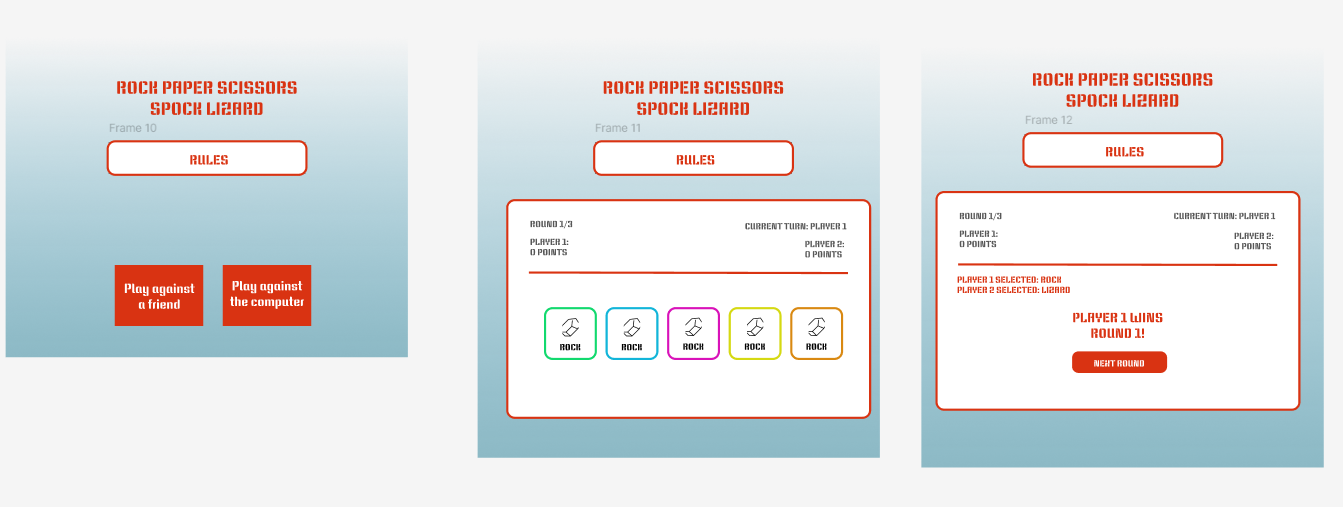 ROCK PAPER SCISSORS
SPOCK LIZARD
Frame 10
RULES
Play against
a friend
Play against
the computer
ROCK PAPER SCISSORS
SPOCK LIZARD
Frame 11
RULES
ROUND 1/3
CURRENT TURN: PLAYER 1
PLAYER 1:
0 POINTS
PLAYER 2:
0 POINTS
ROCK
ROCK
ROCK
ROCK
ROCK
ROCK PAPER SCISSORS
SPOCK LIZARD
Frame 12
RULES
ROUND 1/3
CURRENT TURN: PLAYER 1
PLAYER 1:
0 POINTS
PLAYER 2:
0 POINTS
PLAYER 1 SELECTED: ROCK
PLAYER 2 SELECTED: LIZARD
PLAYER 1 WINS
ROUND 1!
NEXT ROUND